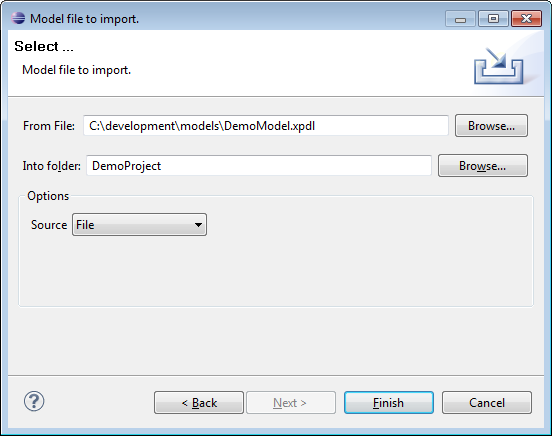 Model file to import.
Select ...
Model file to import.
From File: C:\development\models\DemoModel.xpdl Browse...
Into folder: DemoProject Browse...
Options
Source File
? < Back Next > Finish Cancel